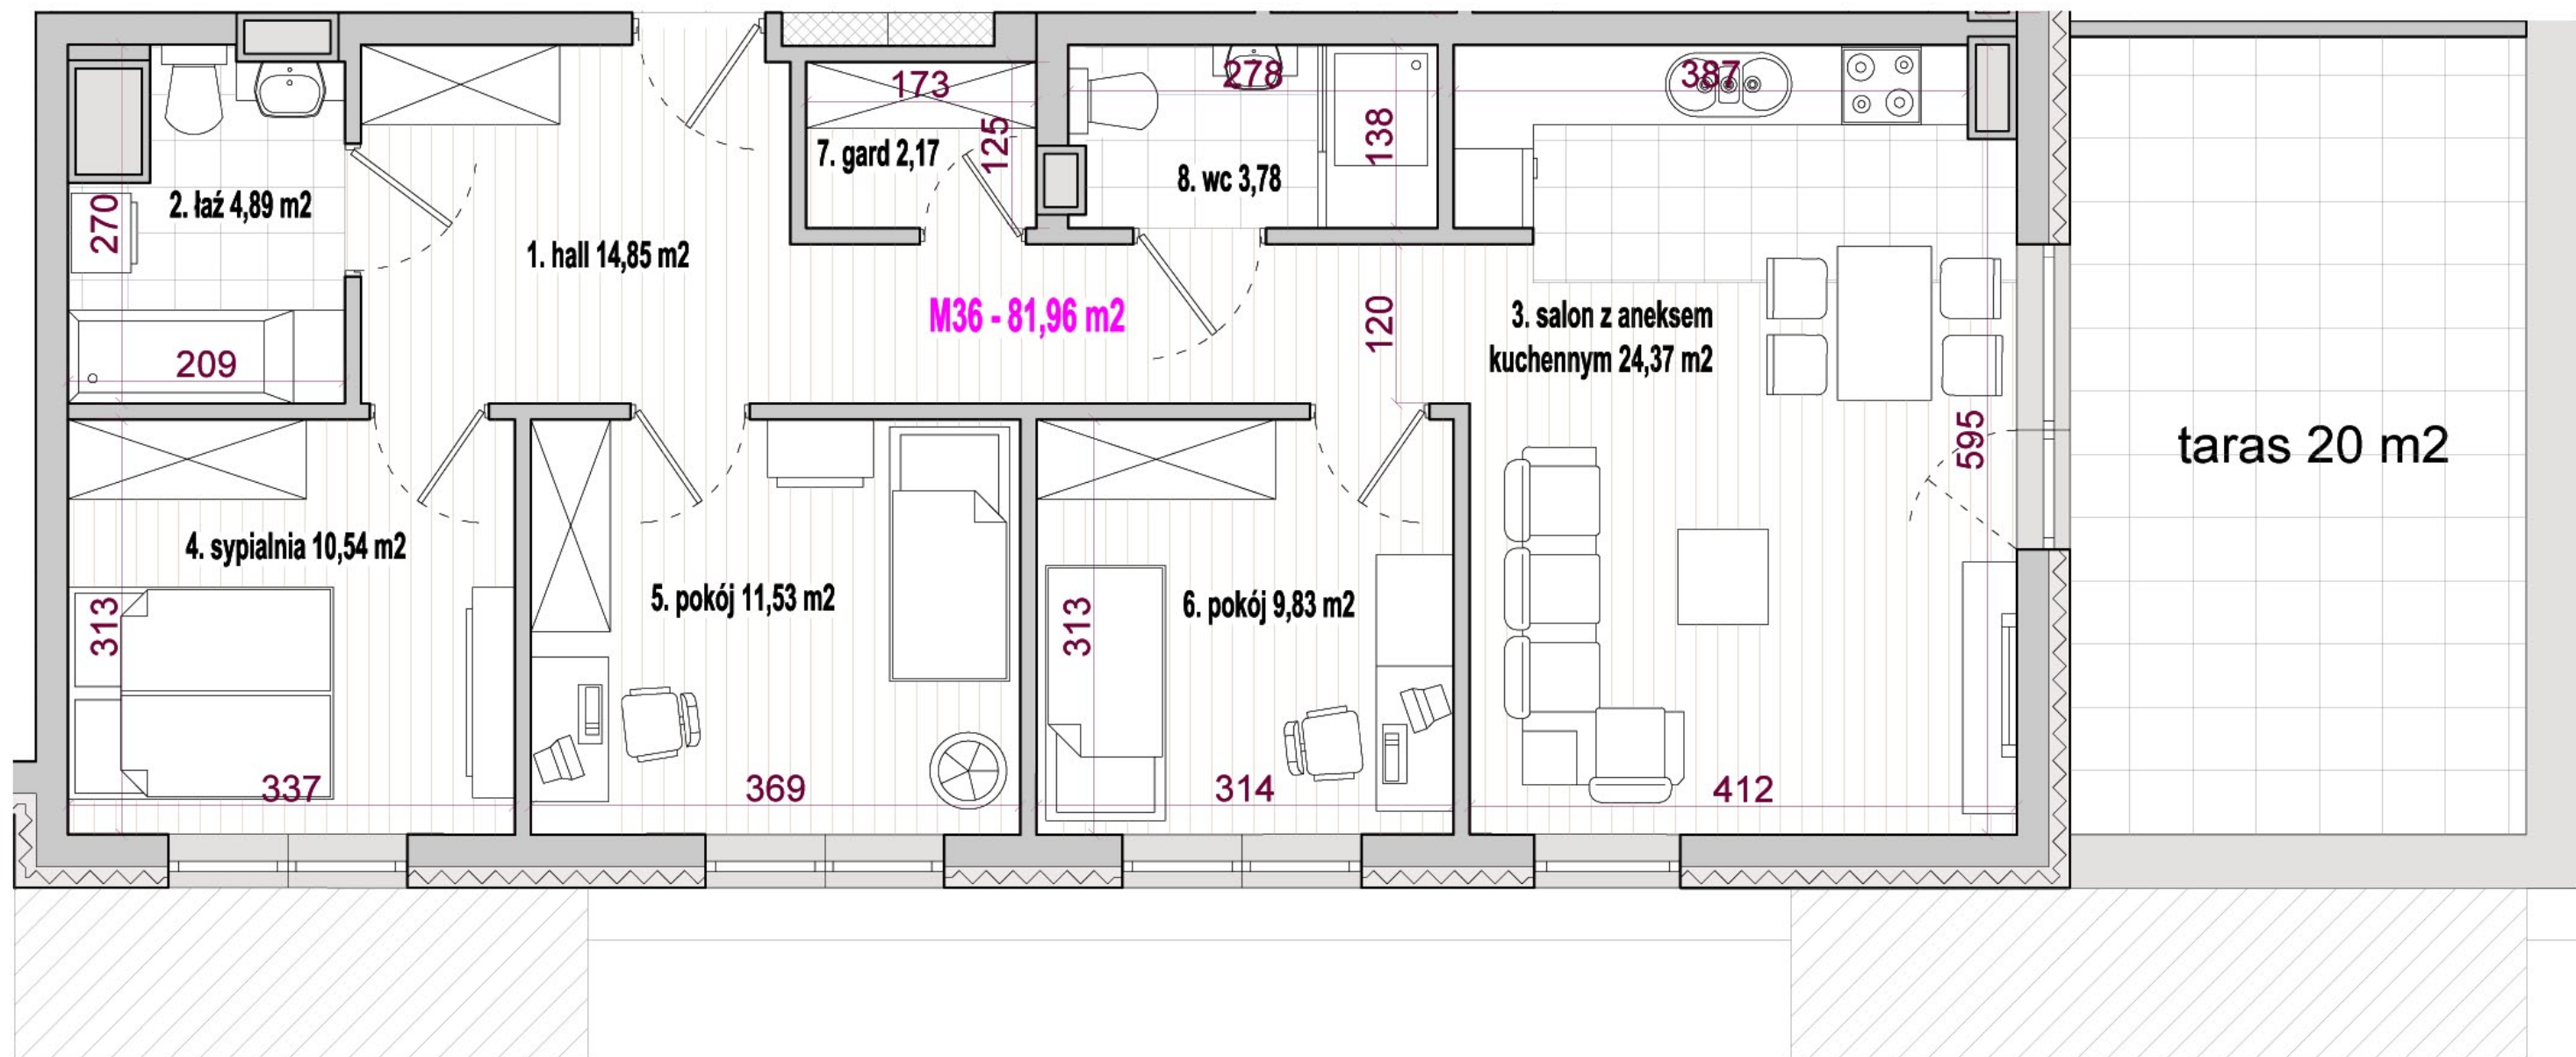 173
278
387
125
138
7. gard 2,17
8. wc 3,78
270
2. łaź 4,89 m2
1. hall 14,85 m2
M36 - 81,96 m2
120
3. salon z aneksem
kuchennym 24,37 m2
209
595
taras 20 m2
4. sypialnia 10,54 m2
5. pokój 11,53 m2
6. pokój 9,83 m2
313
313
337
369
314
412